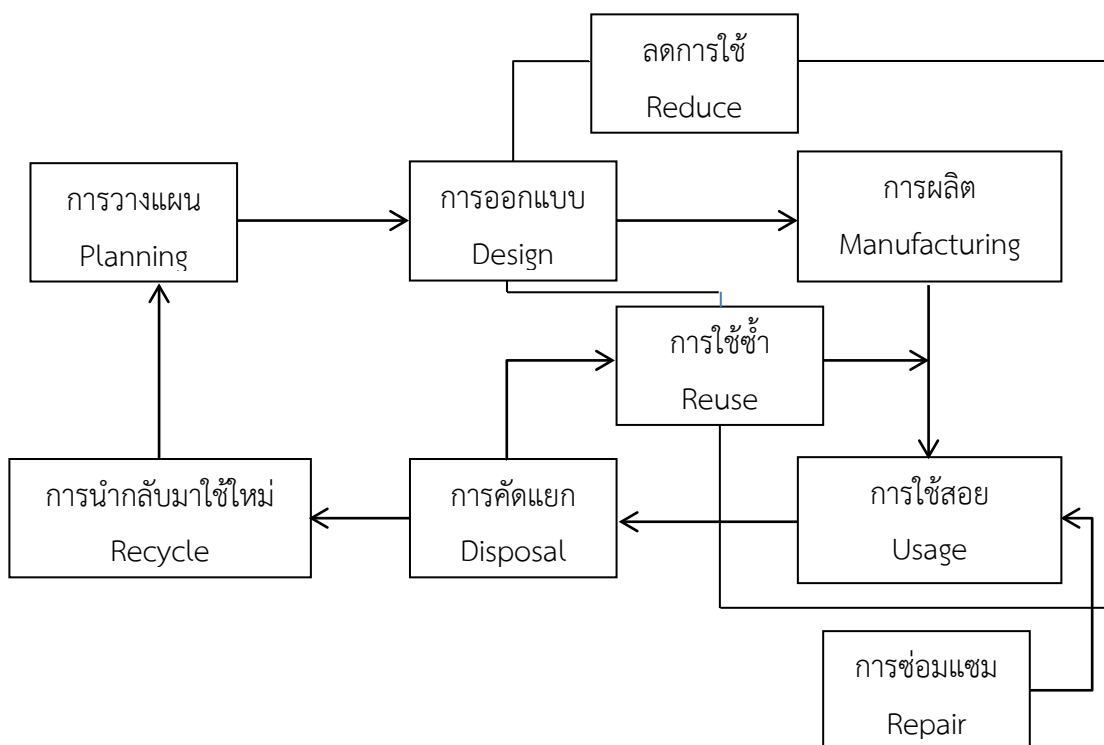 ลดการใช้
Reduce
การวางแผน
Planning
การออกแบบ
Design
การผลิต
Manufacturing
การใช้ซ้ำ
Reuse
การนำกลับมาใช้ใหม่
Recycle
การคัดแยก
Disposal
การใช้สอย
Usage
การซ่อมแซม
Repair